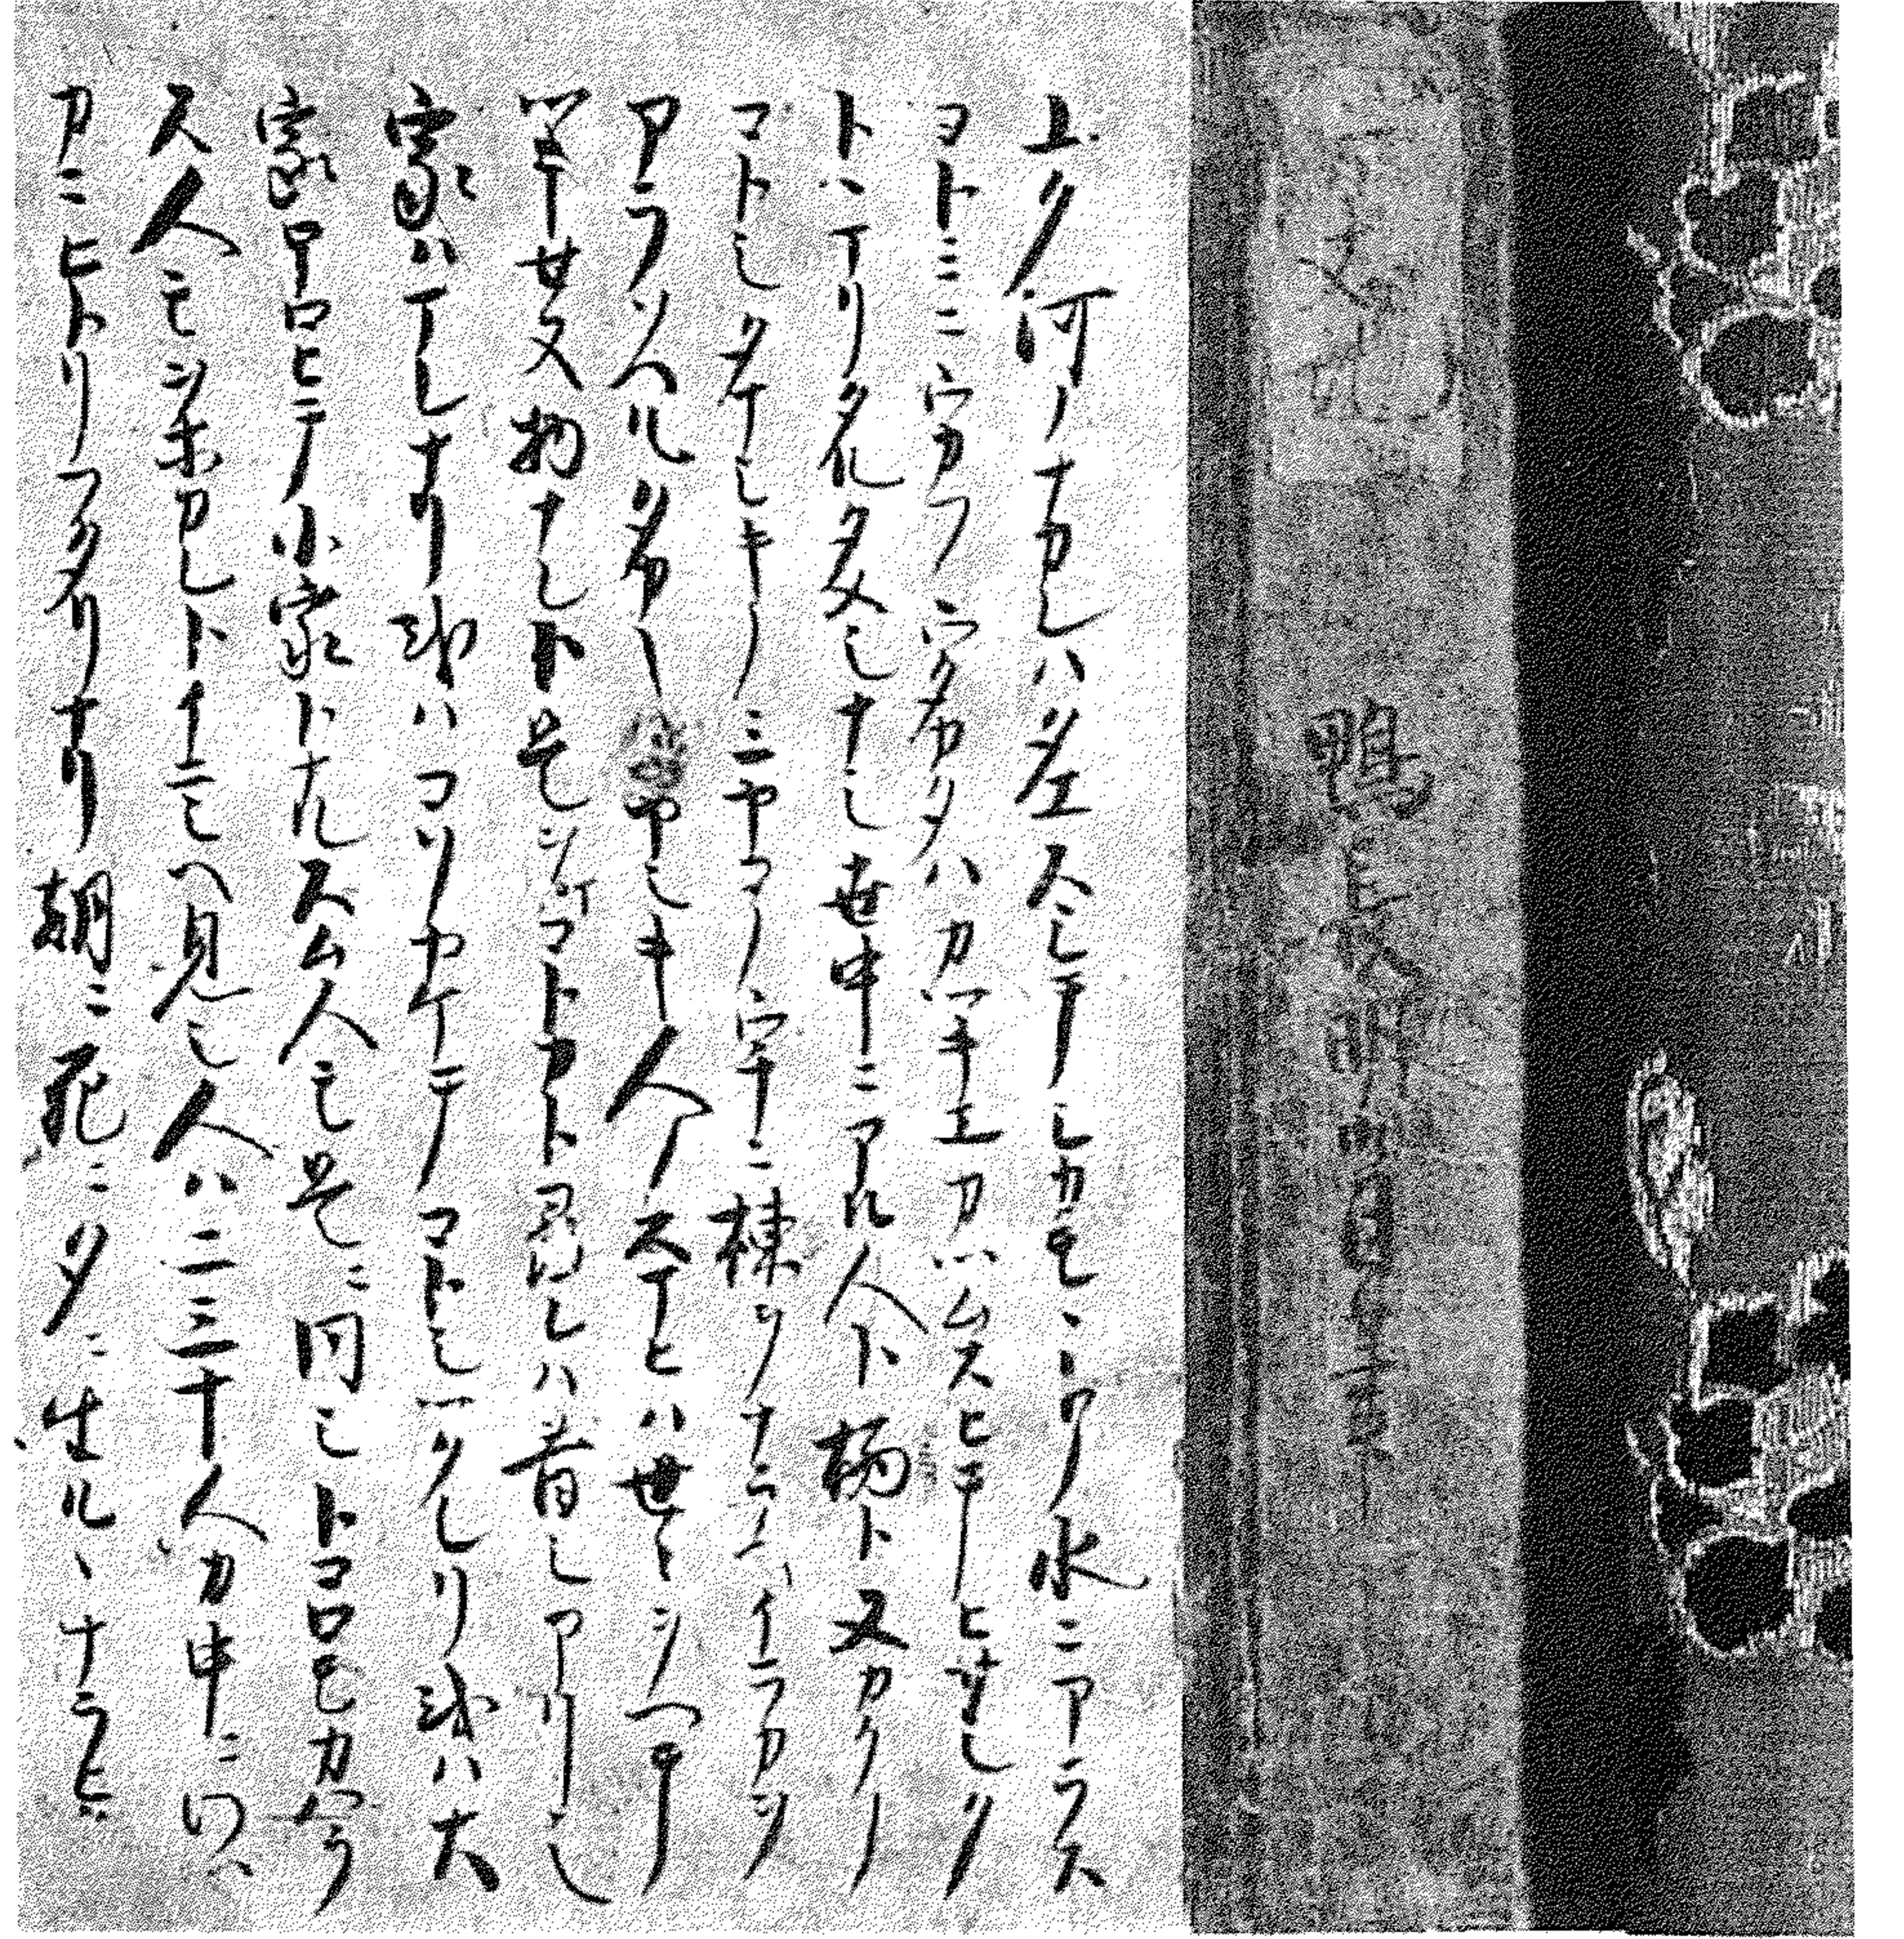 方丈記
鴨長明自筆
ユク河ノナカレハタエスシテシカモヽトノ水ニアラス
ヨトミニウカフウタカタハカツキエカツムスヒテヒサシク
トヽマリタルタメシナシ世中ニアル人ト栖ト又カクノ
コトシタマシキノミヤコノウチニ棟ヲナラヘイラカヲ
アラソヘルタカキイヤシキ人ノスマヒハ世々ヲヘテ
ツキセヌ物ナレト是ヲマコトカト尋レハ昔シアリシ
家ハマレナリ或ハコソヤケテコトシツクレリ或ハ大
家ホロヒテ小家トナルスム人モ是ニ同シトコロモカハラ
ス人モヲホカレトイニシヘ見シ人ハ二三十人カ中ニワツ
カニヒトリフタリナリ朝ニ死ニ夕ニ生ルヽナラヒ